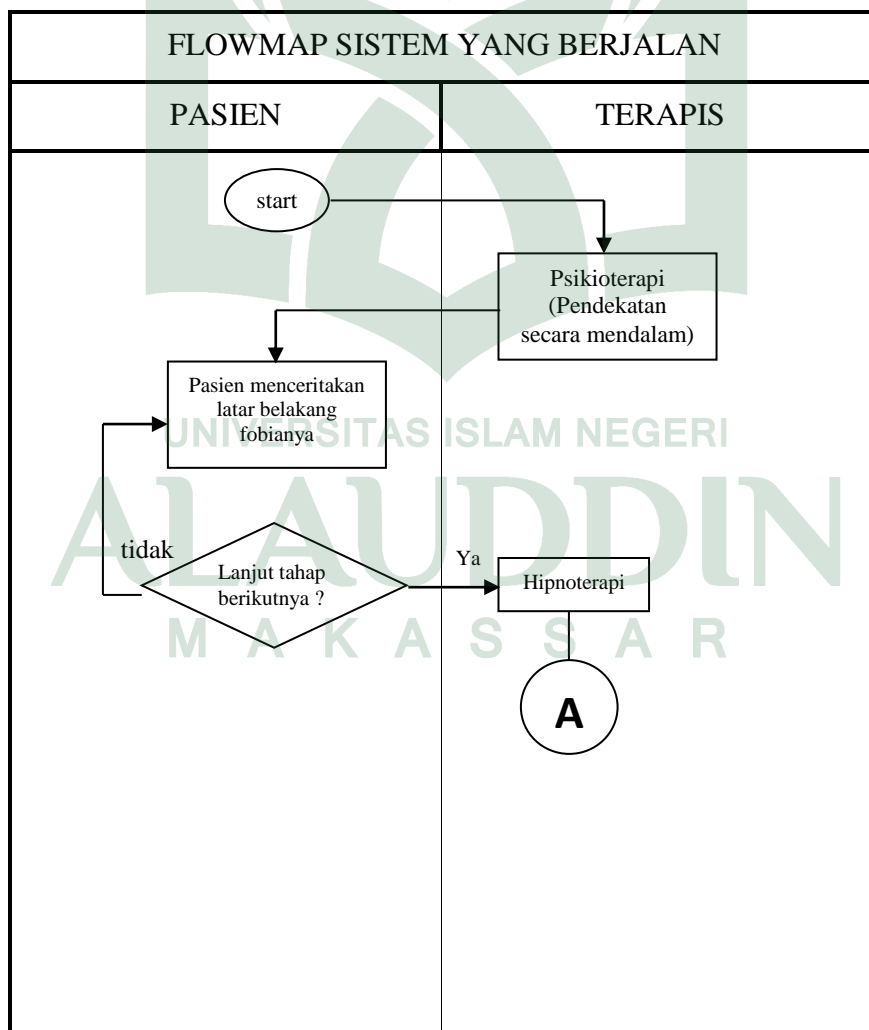 FLOWMAP SISTEM YANG BERJALAN
PASIEN
TERAPIS
start
Psikioterapi
(Pendekatan
secara mendalam)
Pasien menceritakan
latar belakang
fobianya
UNIVERSITAS ISLAM NEGERI
ALAUDDIN
MAKASSAR
tidak
Lanjut tahap
berikutnya ?
Ya
Hipnoterapi
A